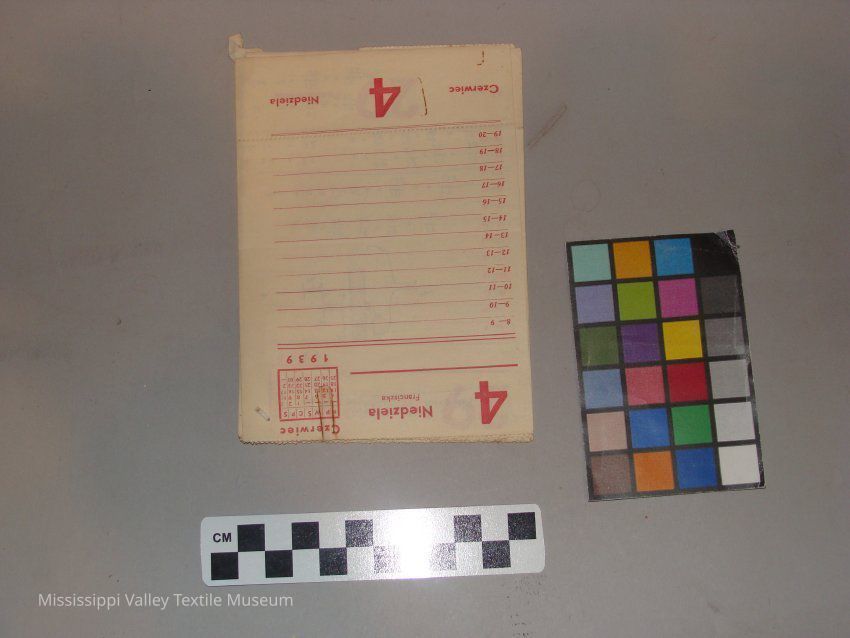 Czerwiec
4 Niedziela
Franciszka
1939
8—9
9—10
10—11
11—12
12—13
13—14
14—15
15—16
16—17
17—18
18—19
19—20
Czerwiec 4 Niedziela
CM
Mississippi Valley Textile Museum